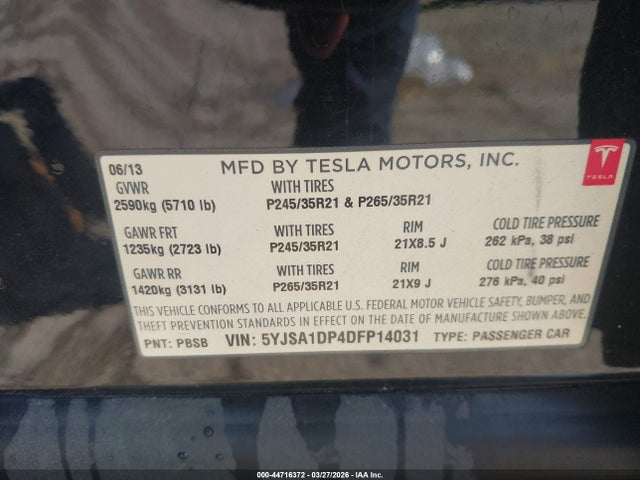 06/13 MFD BY TESLA MOTORS, INC.
TESLA
GVWR WITH TIRES
2590kg (5710 lb) P245/35R21 & P265/35R21
GAWR FRT WITH TIRES RIM COLD TIRE PRESSURE
1235kg (2723 lb) P245/35R21 21X8.5 J 262 kPa, 38 psi
GAWR RR WITH TIRES RIM COLD TIRE PRESSURE
1420kg (3131 lb) P265/35R21 21X9 J 276 kPa, 40 psi
THIS VEHICLE CONFORMS TO ALL APPLICABLE U.S. FEDERAL MOTOR VEHICLE SAFETY, BUMPER, AND
THEFT PREVENTION STANDARDS IN EFFECT ON THE DATE OF MANUFACTURE SHOWN ABOVE.
PNT: PBSB VIN: 5YJSA1DP4DFP14031 TYPE: PASSENGER CAR
000-44716372 | 03/27/2026 | IAA Inc.